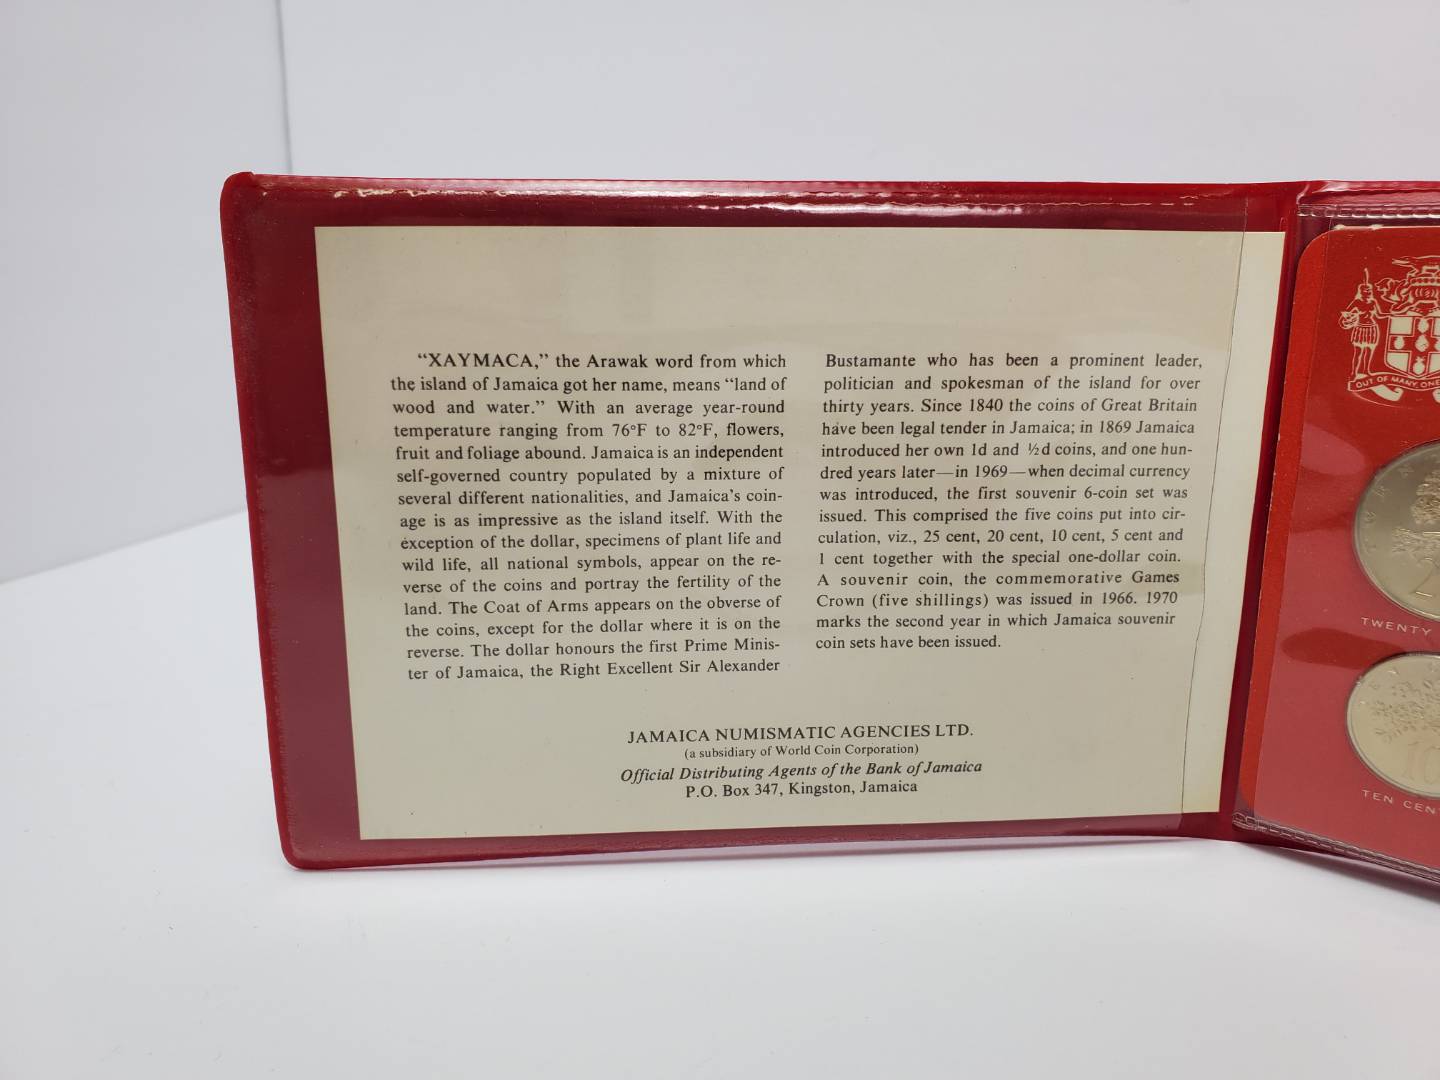 “XAYMACA,” the Arawak word from which
the island of Jamaica got her name, means “land of
wood and water.” With an average year-round
temperature ranging from 76°F to 82°F, flowers,
fruit and foliage abound. Jamaica is an independent
self-governed country populated by a mixture of
several different nationalities, and Jamaica’s coin-
age is as impressive as the island itself. With the
exception of the dollar, specimens of plant life and
wild life, all national symbols, appear on the re-
verse of the coins and portray the fertility of the
land. The Coat of Arms appears on the obverse of
the coins, except for the dollar where it is on the
reverse. The dollar honours the first Prime Minis-
ter of Jamaica, the Right Excellent Sir Alexander
Bustamante who has been a prominent leader,
politician and spokesman of the island for over
thirty years. Since 1840 the coins of Great Britain
have been legal tender in Jamaica; in 1869 Jamaica
introduced her own 1d and ½d coins, and one hun-
dred years later—in 1969—when decimal currency
was introduced, the first souvenir 6-coin set was
issued. This comprised the five coins put into cir-
culation, viz., 25 cent, 20 cent, 10 cent, 5 cent and
1 cent together with the special one-dollar coin.
A souvenir coin, the commemorative Games
Crown (five shillings) was issued in 1966. 1970
marks the second year in which Jamaica souvenir
coin sets have been issued.
JAMAICA NUMISMATIC AGENCIES LTD.
(a subsidiary of World Coin Corporation)
Official Distributing Agents of the Bank of Jamaica
P.O. Box 347, Kingston, Jamaica
OUT OF MANY, ONE
2
TWENTY
10
TEN CEN